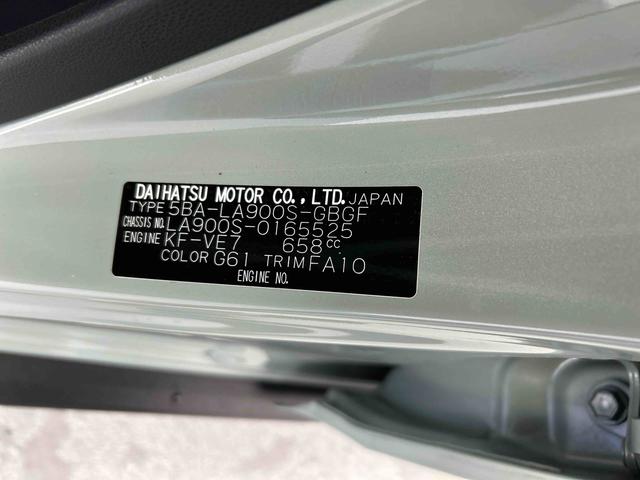 DAIHATSU MOTOR CO., LTD. JAPAN
TYPE 5BA-LA900S-GBGF
CHASSIS NO. LA900S-0165525
ENGINE KF-VE7 658cc
COLOR G61 TRIM FA10
ENGINE NO.